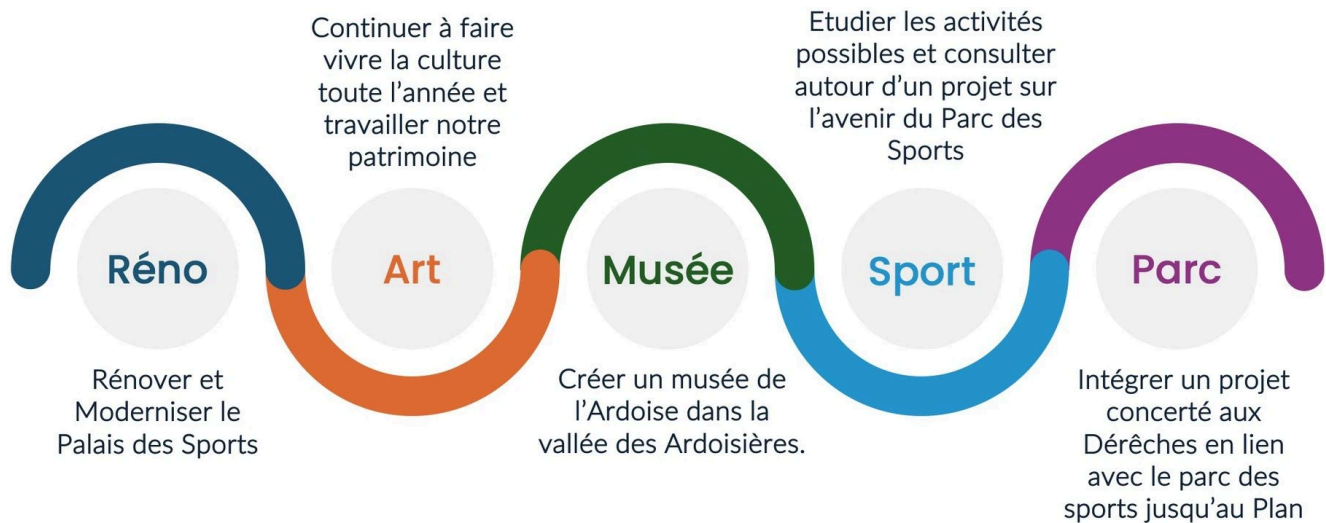 Réno
Rénover et
Moderniser le
Palais des Sports
Continuer à faire
vivre la culture
toute l'année et
travailler notre
patrimoine
Art
Musée
Créer un musée de
l'Ardoise dans la
vallée des Ardoisières.
Etudier les activités
possibles et consulter
autour d'un projet sur
l'avenir du Parc des
Sports
Sport
Parc
Intégrer un projet
concerté aux
Dérêches en lien
avec le parc des
sports jusqu'au Plan